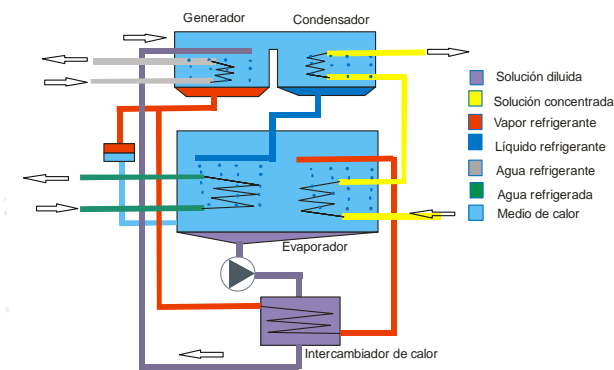 Generador
Condensador
Solución diluida
Solución concentrada
Vapor refrigerante
Líquido refrigerante
Agua refrigerante
Agua refrigerada
Medio de calor
Evaporador
Intercambiador de calor